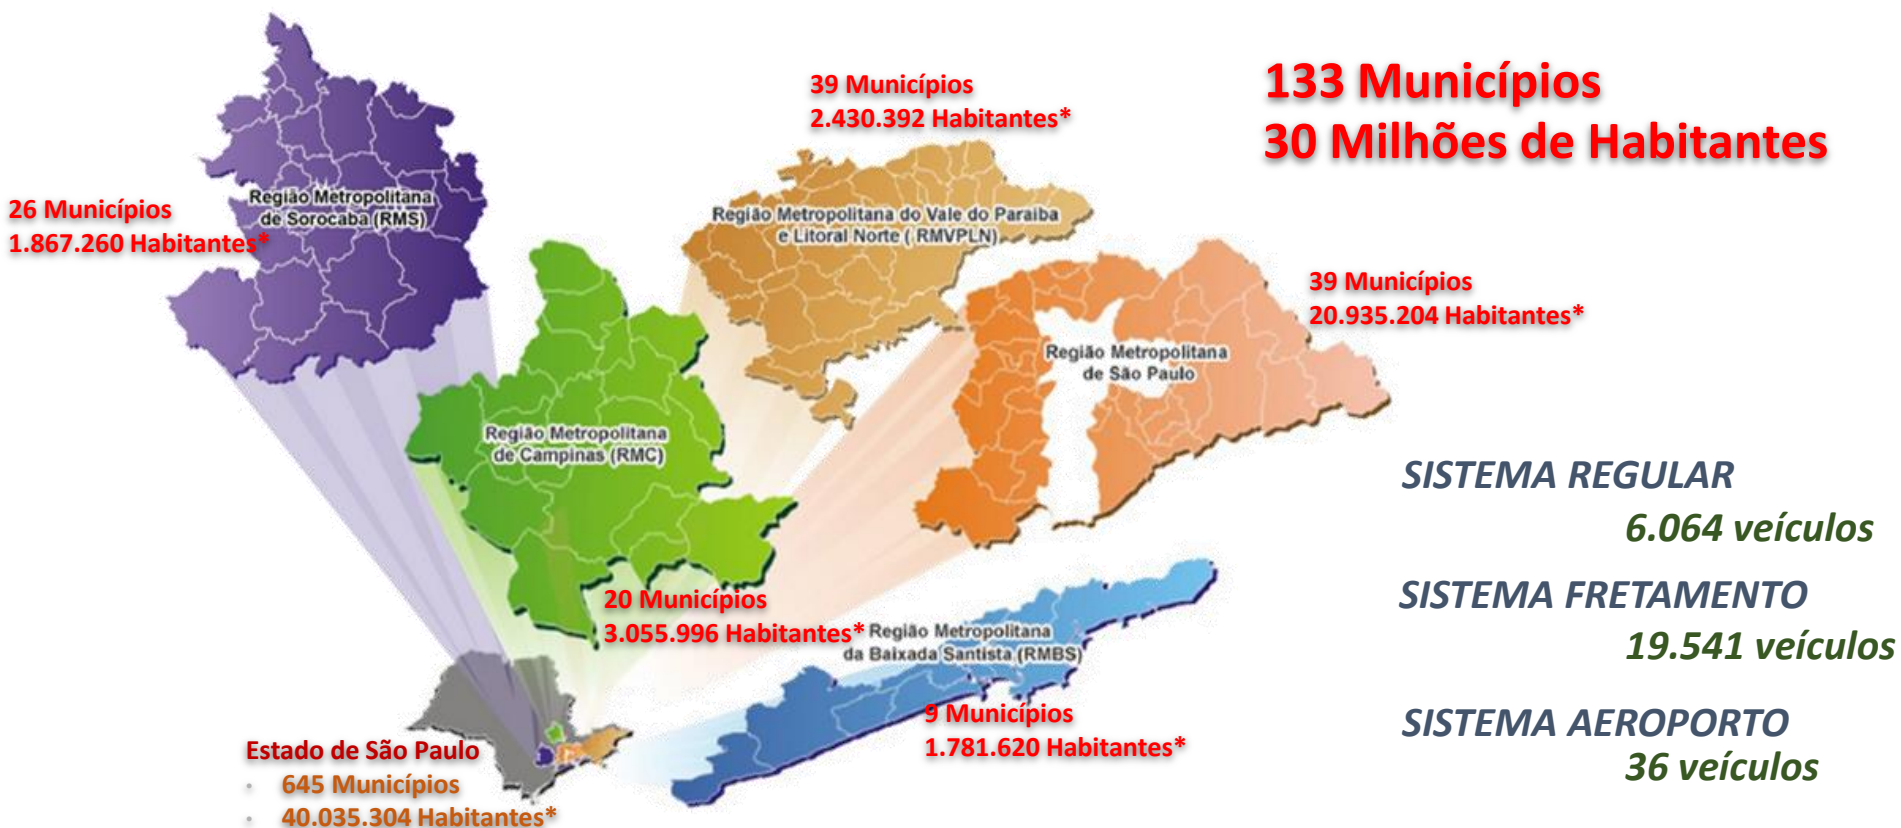 133 Municípios
30 Milhões de Habitantes
39 Municípios
2.430.392 Habitantes*
26 Municípios
1.867.260 Habitantes*
Região Metropolitana
de Sorocaba (RMS)
Região Metropolitana do Vale do Paraiba
e Litoral Norte ( RMVPLN)
39 Municípios
20.935.204 Habitantes*
Região Metropolitana
de São Paulo
Região Metropolitana
de Campinas (RMC)
20 Municípios
3.055.996 Habitantes*
Região Metropolitana
da Baixada Santista (RMBS)
9 Municípios
1.781.620 Habitantes*
Estado de São Paulo
• 645 Municípios
• 40.035.304 Habitantes*
SISTEMA REGULAR
6.064 veículos
SISTEMA FRETAMENTO
19.541 veículos
SISTEMA AEROPORTO
36 veículos